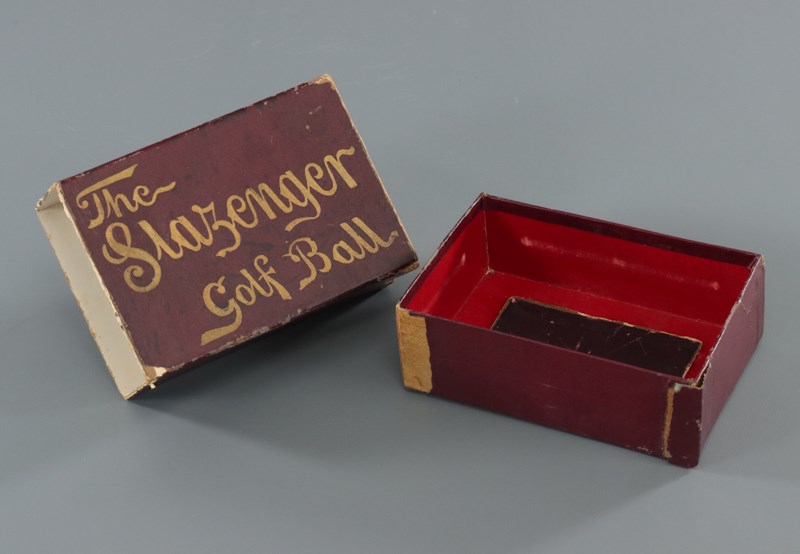 The
Slazenger
Golf Ball